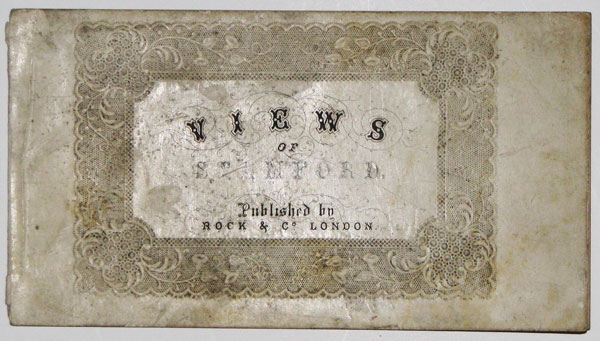 VIEWS
OF
STAMFORD.
Published by
ROCK & Co LONDON.